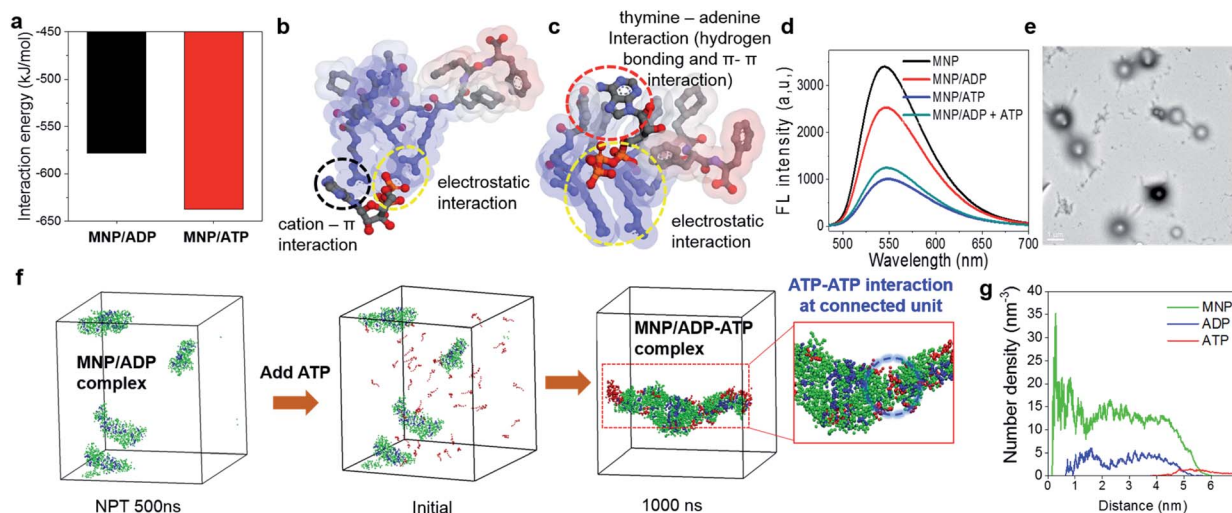 a
Interaction energy (kJ/mol)
-450
-500
-550
-600
-650
MNP/ADP
MNP/ATP
b
electrostatic
interaction
cation – π
interaction
c
thymine – adenine
Interaction (hydrogen
bonding and π- π
interaction)
electrostatic
interaction
d
FL intensity (a,u,)
3000
2000
1000
0
MNP
MNP/ADP
MNP/ATP
MNP/ADP + ATP
500
550
600
650
700
Wavelength (nm)
e
f
MNP/ADP
complex
NPT 500ns
Add ATP
Initial
MNP/ADP-ATP
complex
1000 ns
ATP-ATP interaction
at connected unit
g
Number density (nm⁻³)
40
35
30
25
20
15
10
5
0
MNP
ADP
ATP
0
1
2
3
4
5
6
Distance (nm)